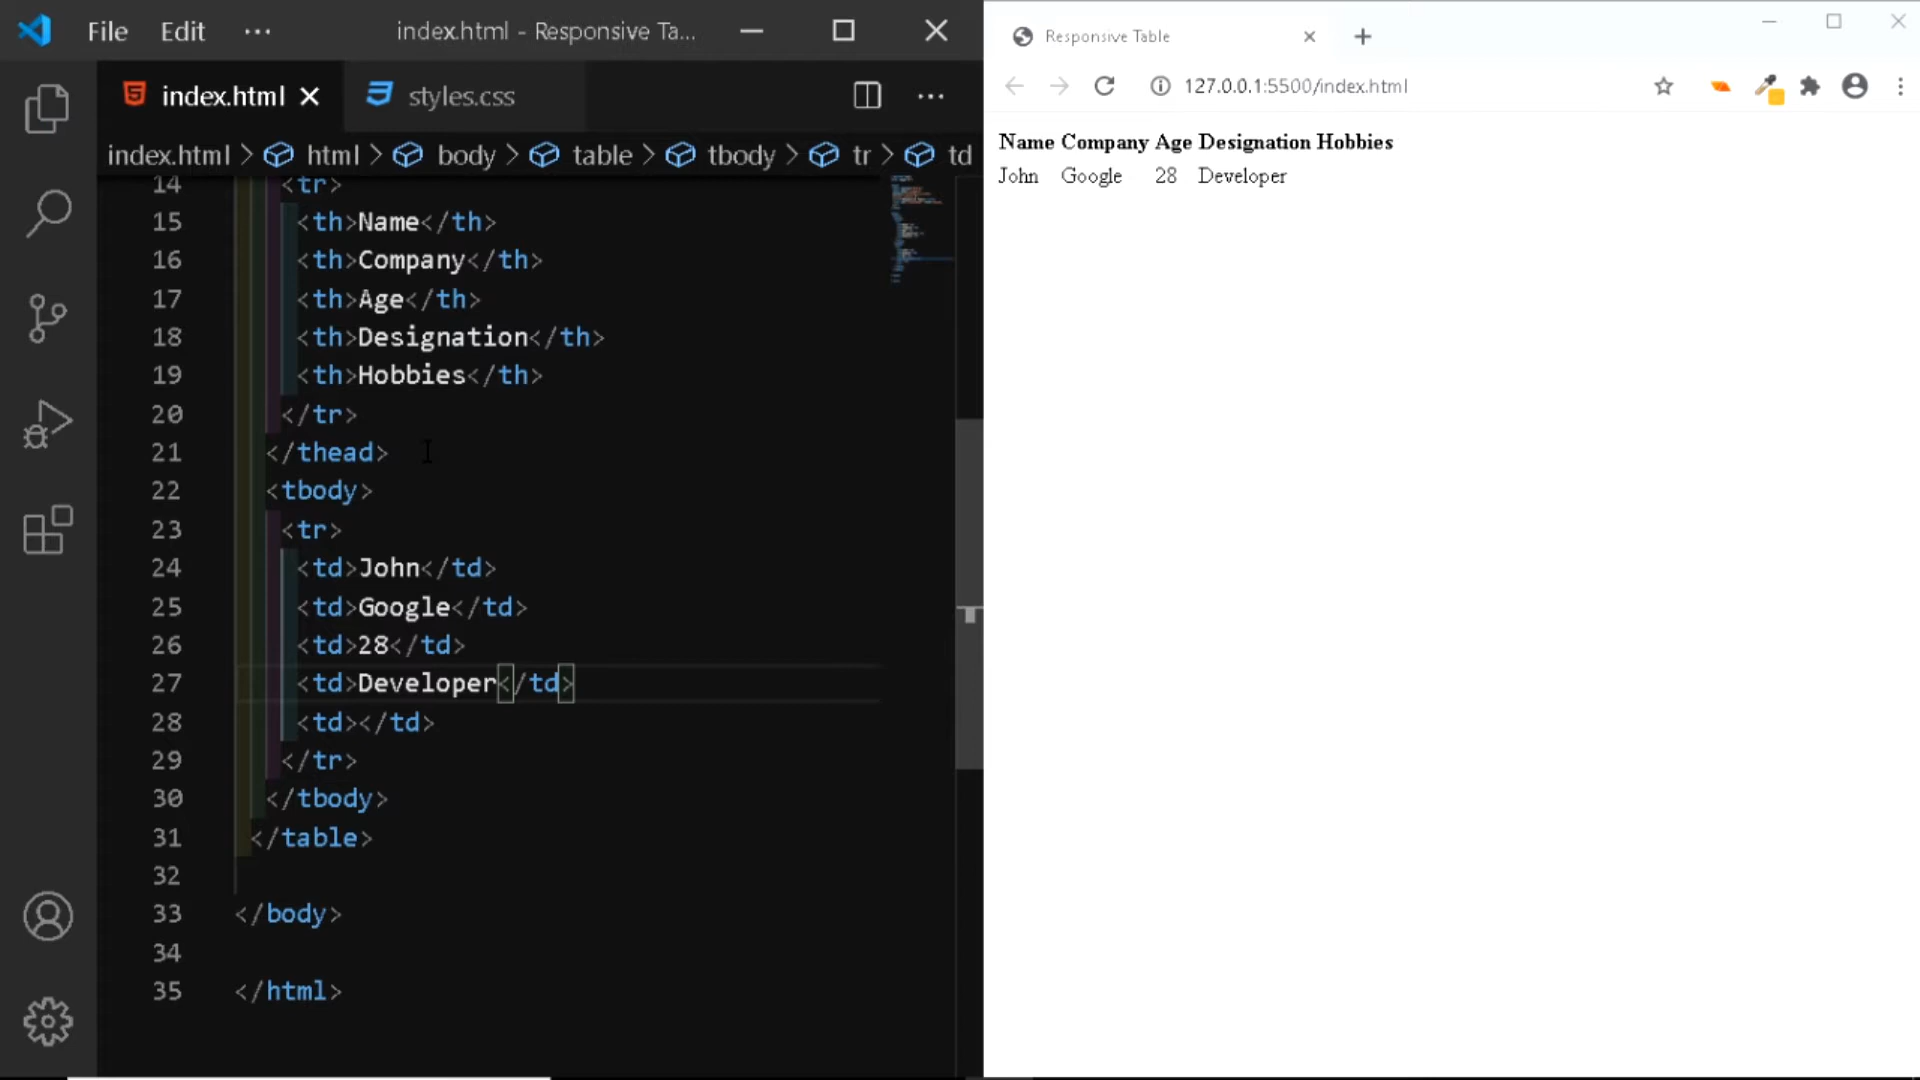 File Edit ··· index.html - Responsive Ta...
index.html styles.css ···
index.html > html > body > table > tbody > tr > td
14 <tr>
15 <th>Name</th>
16 <th>Company</th>
17 <th>Age</th>
18 <th>Designation</th>
19 <th>Hobbies</th>
20 </tr>
21 </thead>
22 <tbody>
23 <tr>
24 <td>John</td>
25 <td>Google</td>
26 <td>28</td>
27 <td>Developer</td>
28 <td></td>
29 </tr>
30 </tbody>
31 </table>
32
33 </body>
34
35 </html>
Responsive Table
127.0.0.1:5500/index.html
Name Company Age Designation Hobbies
John Google 28 Developer